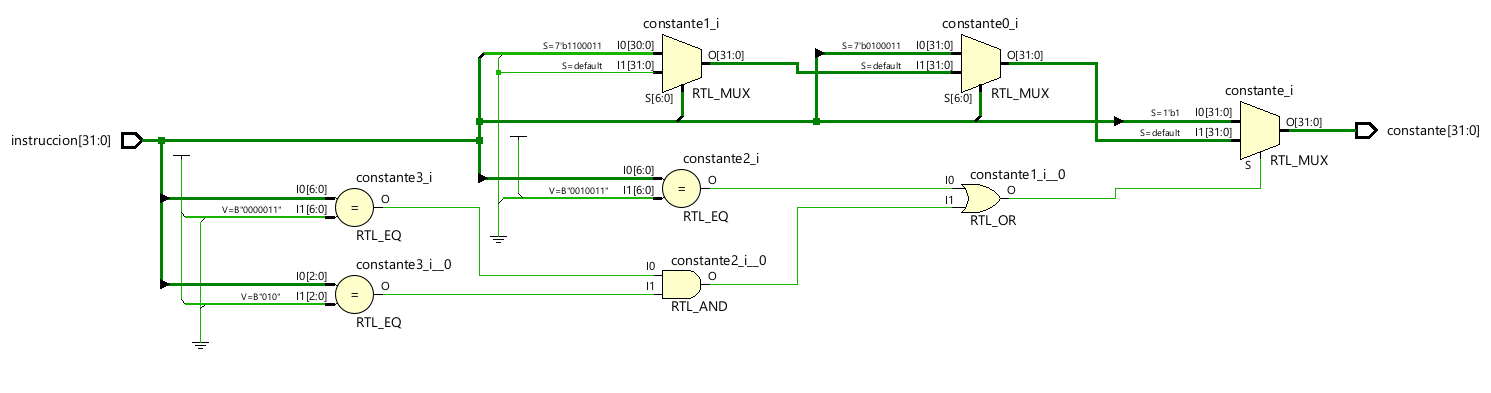 constante1_i
S=7'b1100011 I0[30:0]
S=default I1[31:0]
O[31:0]
S[6:0]
RTL_MUX
constante0_i
S=7'b0100011 I0[31:0]
S=default I1[31:0]
O[31:0]
S[6:0]
RTL_MUX
constante_i
S=1'b1 I0[31:0]
S=default I1[31:0]
O[31:0]
S
RTL_MUX
instruccion[31:0]
constante[31:0]
constante2_i
I0[6:0]
V=B"0010011" I1[6:0]
O
RTL_EQ
constante3_i
I0[6:0]
V=B"0000011" I1[6:0]
O
RTL_EQ
constante1_i__0
I0
I1
O
RTL_OR
constante3_i__0
I0[2:0]
V=B"010" I1[2:0]
O
RTL_EQ
constante2_i__0
I0
I1
O
RTL_AND